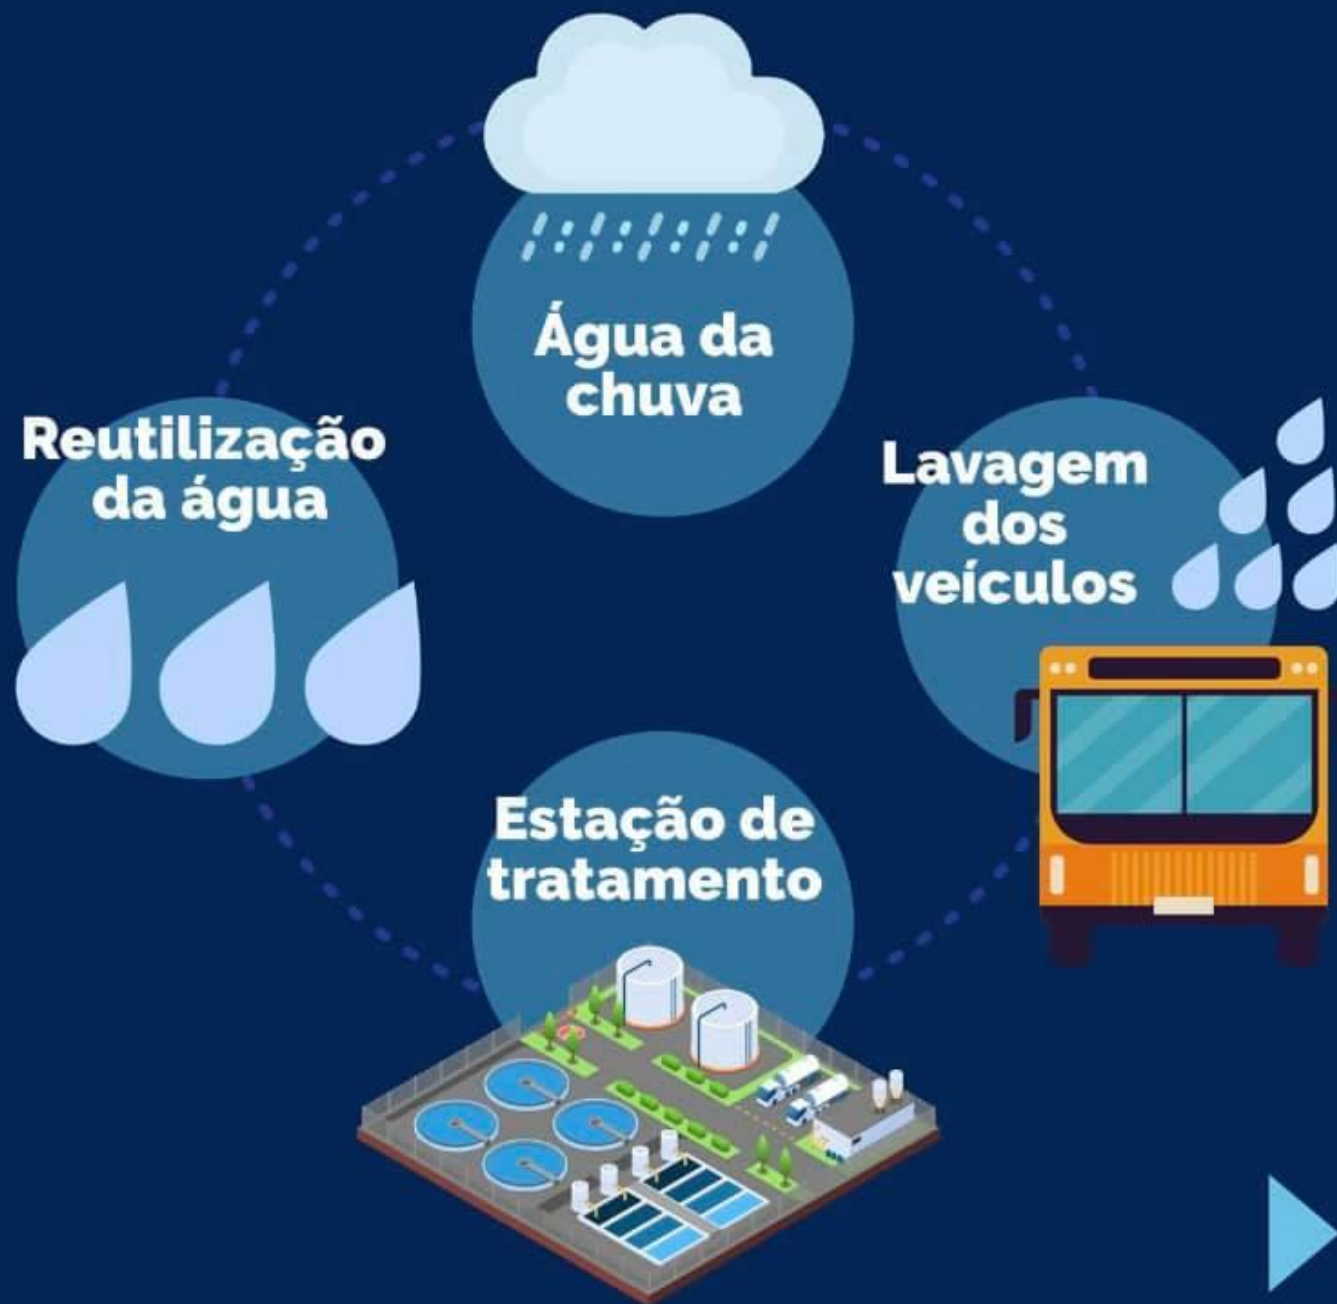 Água da
chuva
Lavagem
dos
veículos
Estação de
tratamento
Reutilização
da água